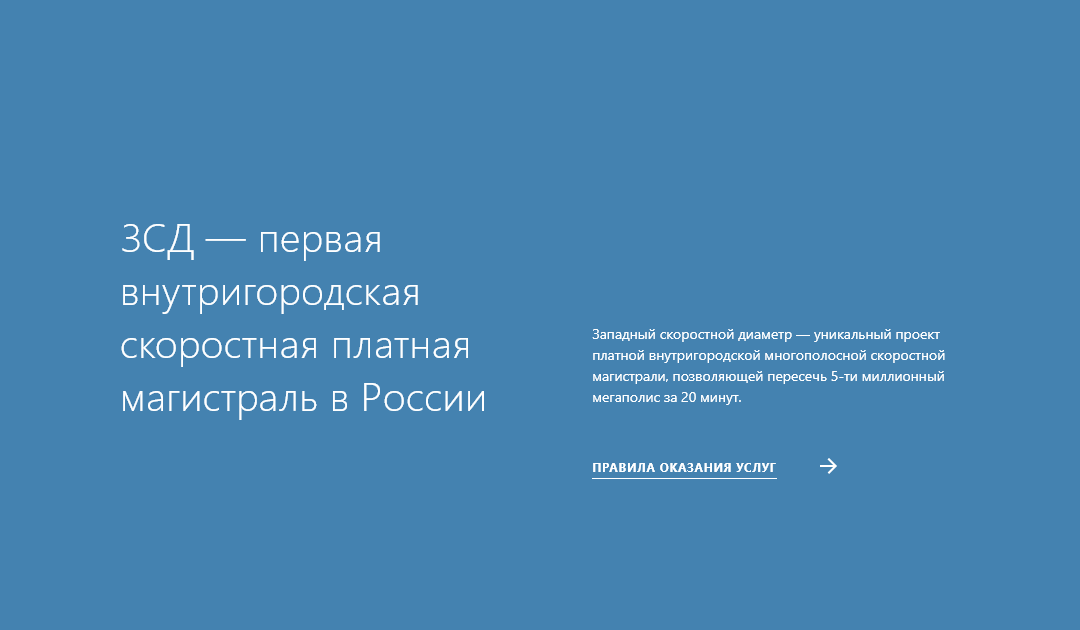 ЗСД — первая
внутригородская
скоростная платная
магистраль в России
Западный скоростной диаметр — уникальный проект
платной внутригородской многополосной скоростной
магистрали, позволяющей пересечь 5-ти миллионный
мегаполис за 20 минут.
ПРАВИЛА ОКАЗАНИЯ УСЛУГ